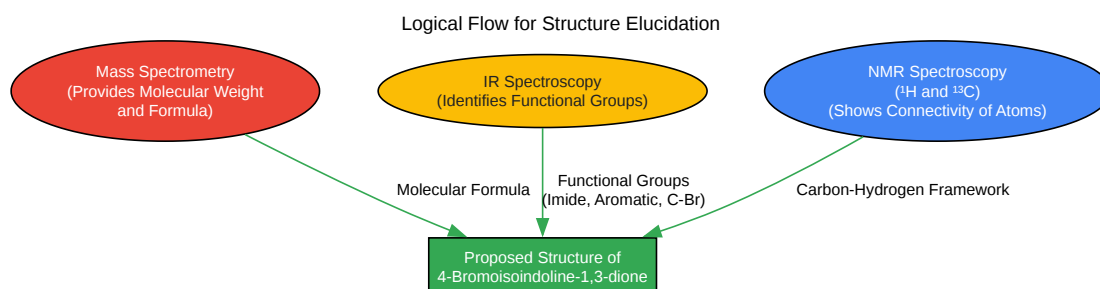 Logical Flow for Structure Elucidation
Mass Spectrometry
(Provides Molecular Weight
and Formula)
IR Spectroscopy
(Identifies Functional Groups)
NMR Spectroscopy
(¹H and ¹³C)
(Shows Connectivity of Atoms)
Molecular Formula
Functional Groups
(Imide, Aromatic, C-Br)
Carbon-Hydrogen Framework
Proposed Structure of
4-Bromoisoindoline-1,3-dione